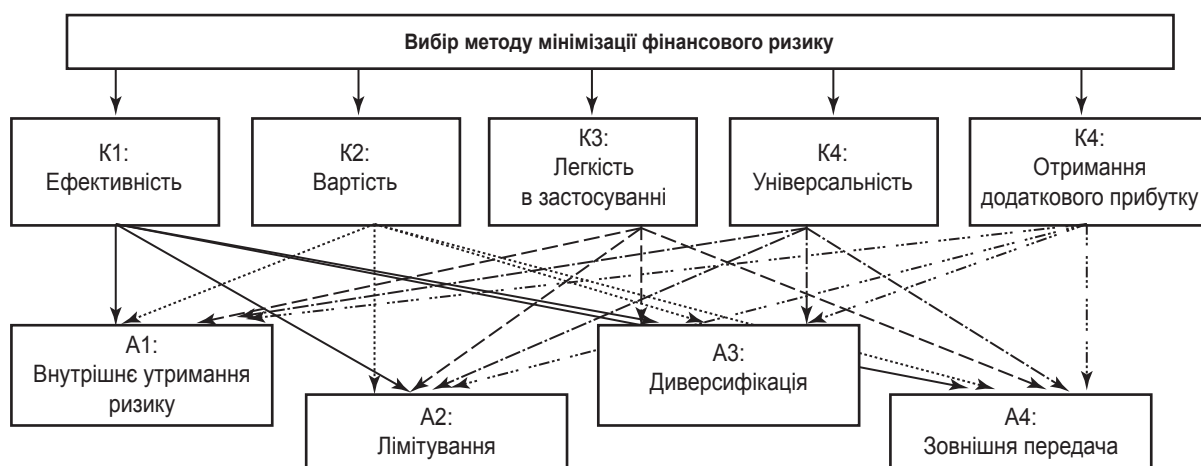 Вибір методу мінімізації фінансового ризику
К1:
Ефективність
К2:
Вартість
К3:
Легкість
в застосуванні
К4:
Універсальність
К4:
Отримання
додаткового прибутку
А1:
Внутрішнє утримання
ризику
А2:
Лімітування
А3:
Диверсифікація
А4:
Зовнішня передача